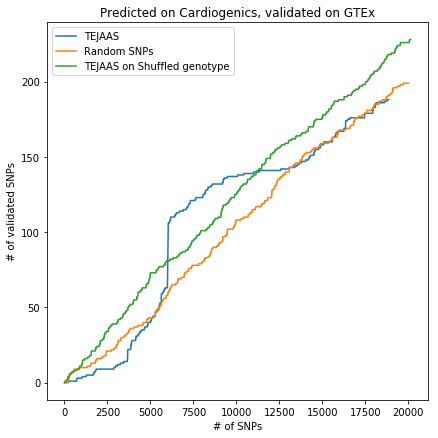 Predicted on Cardiogenics, validated on GTEx
TEJAAS
Random SNPs
TEJAAS on Shuffled genotype
# of validated SNPs
200
150
100
50
0
0 2500 5000 7500 10000 12500 15000 17500 20000
# of SNPs